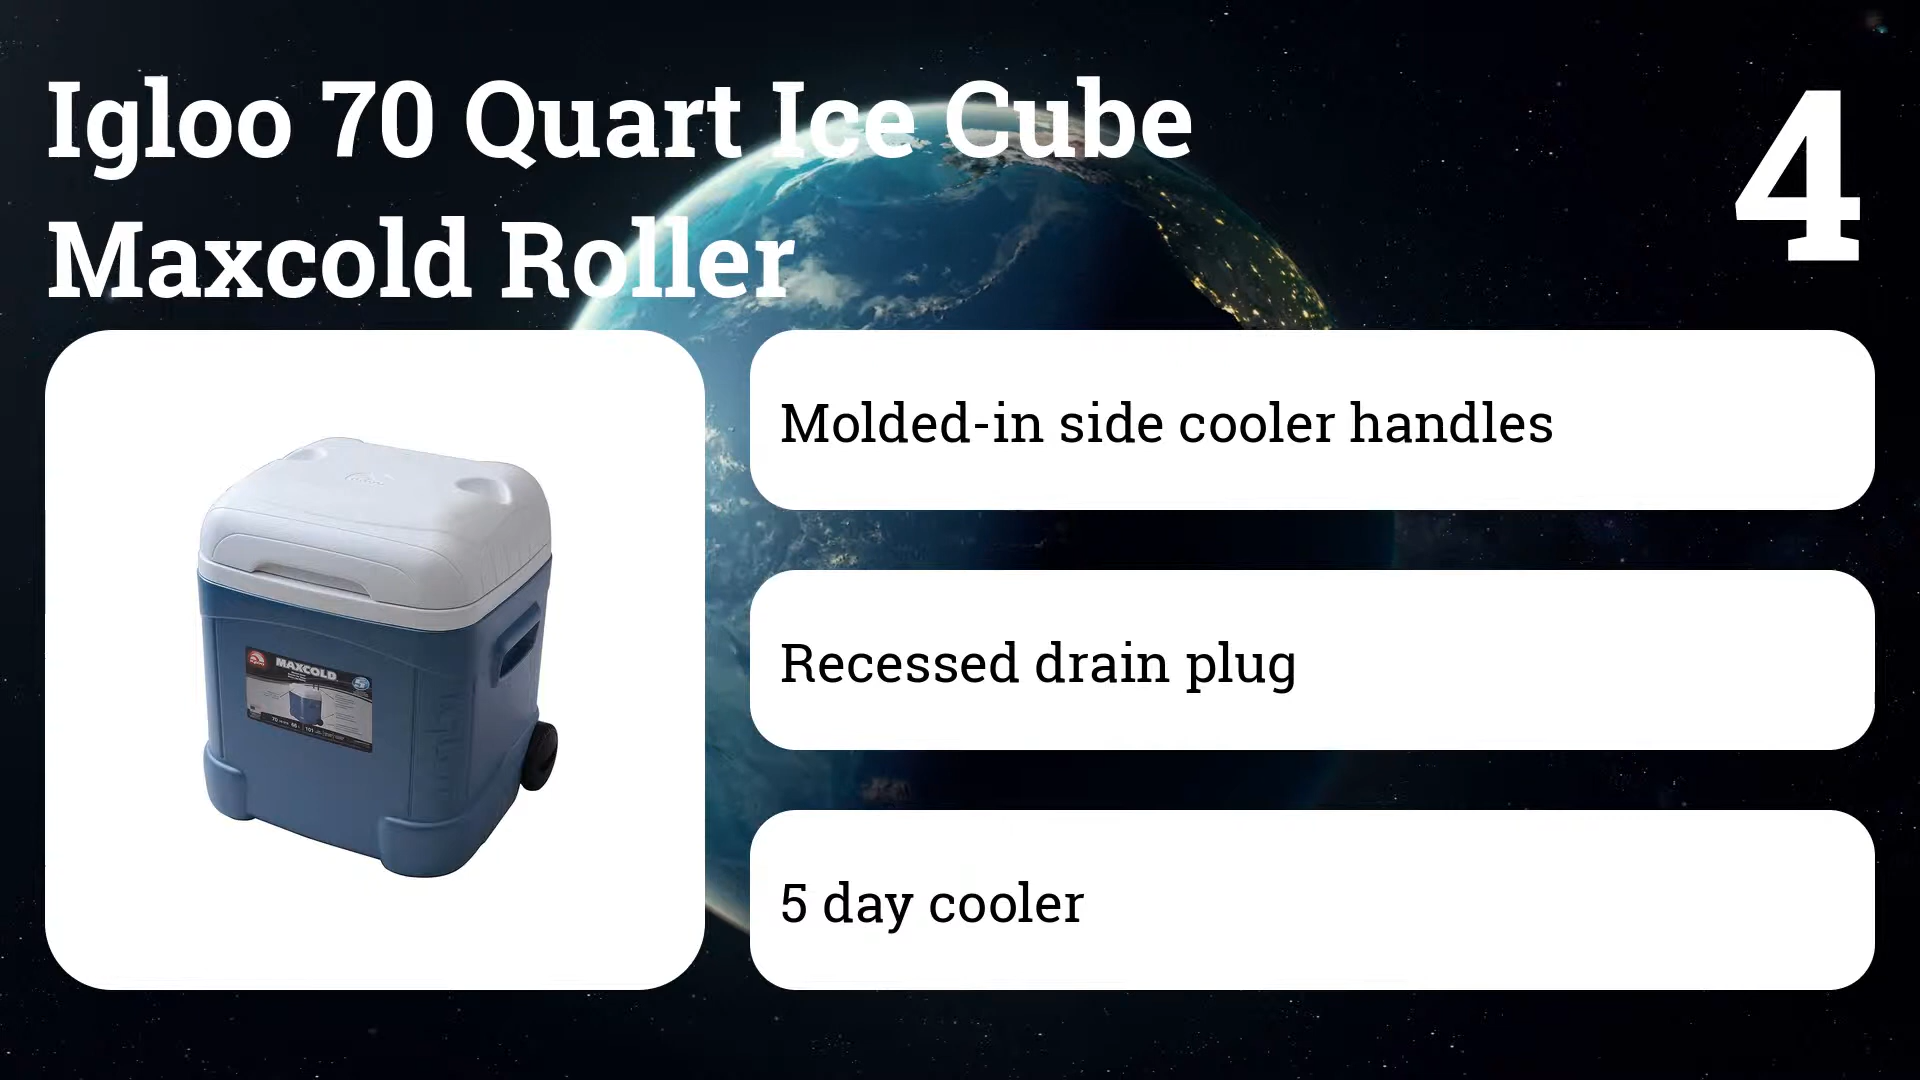 Igloo 70 Quart Ice Cube
Maxcold Roller
4
Molded-in side cooler handles
Recessed drain plug
5 day cooler
MAXCOLD
70